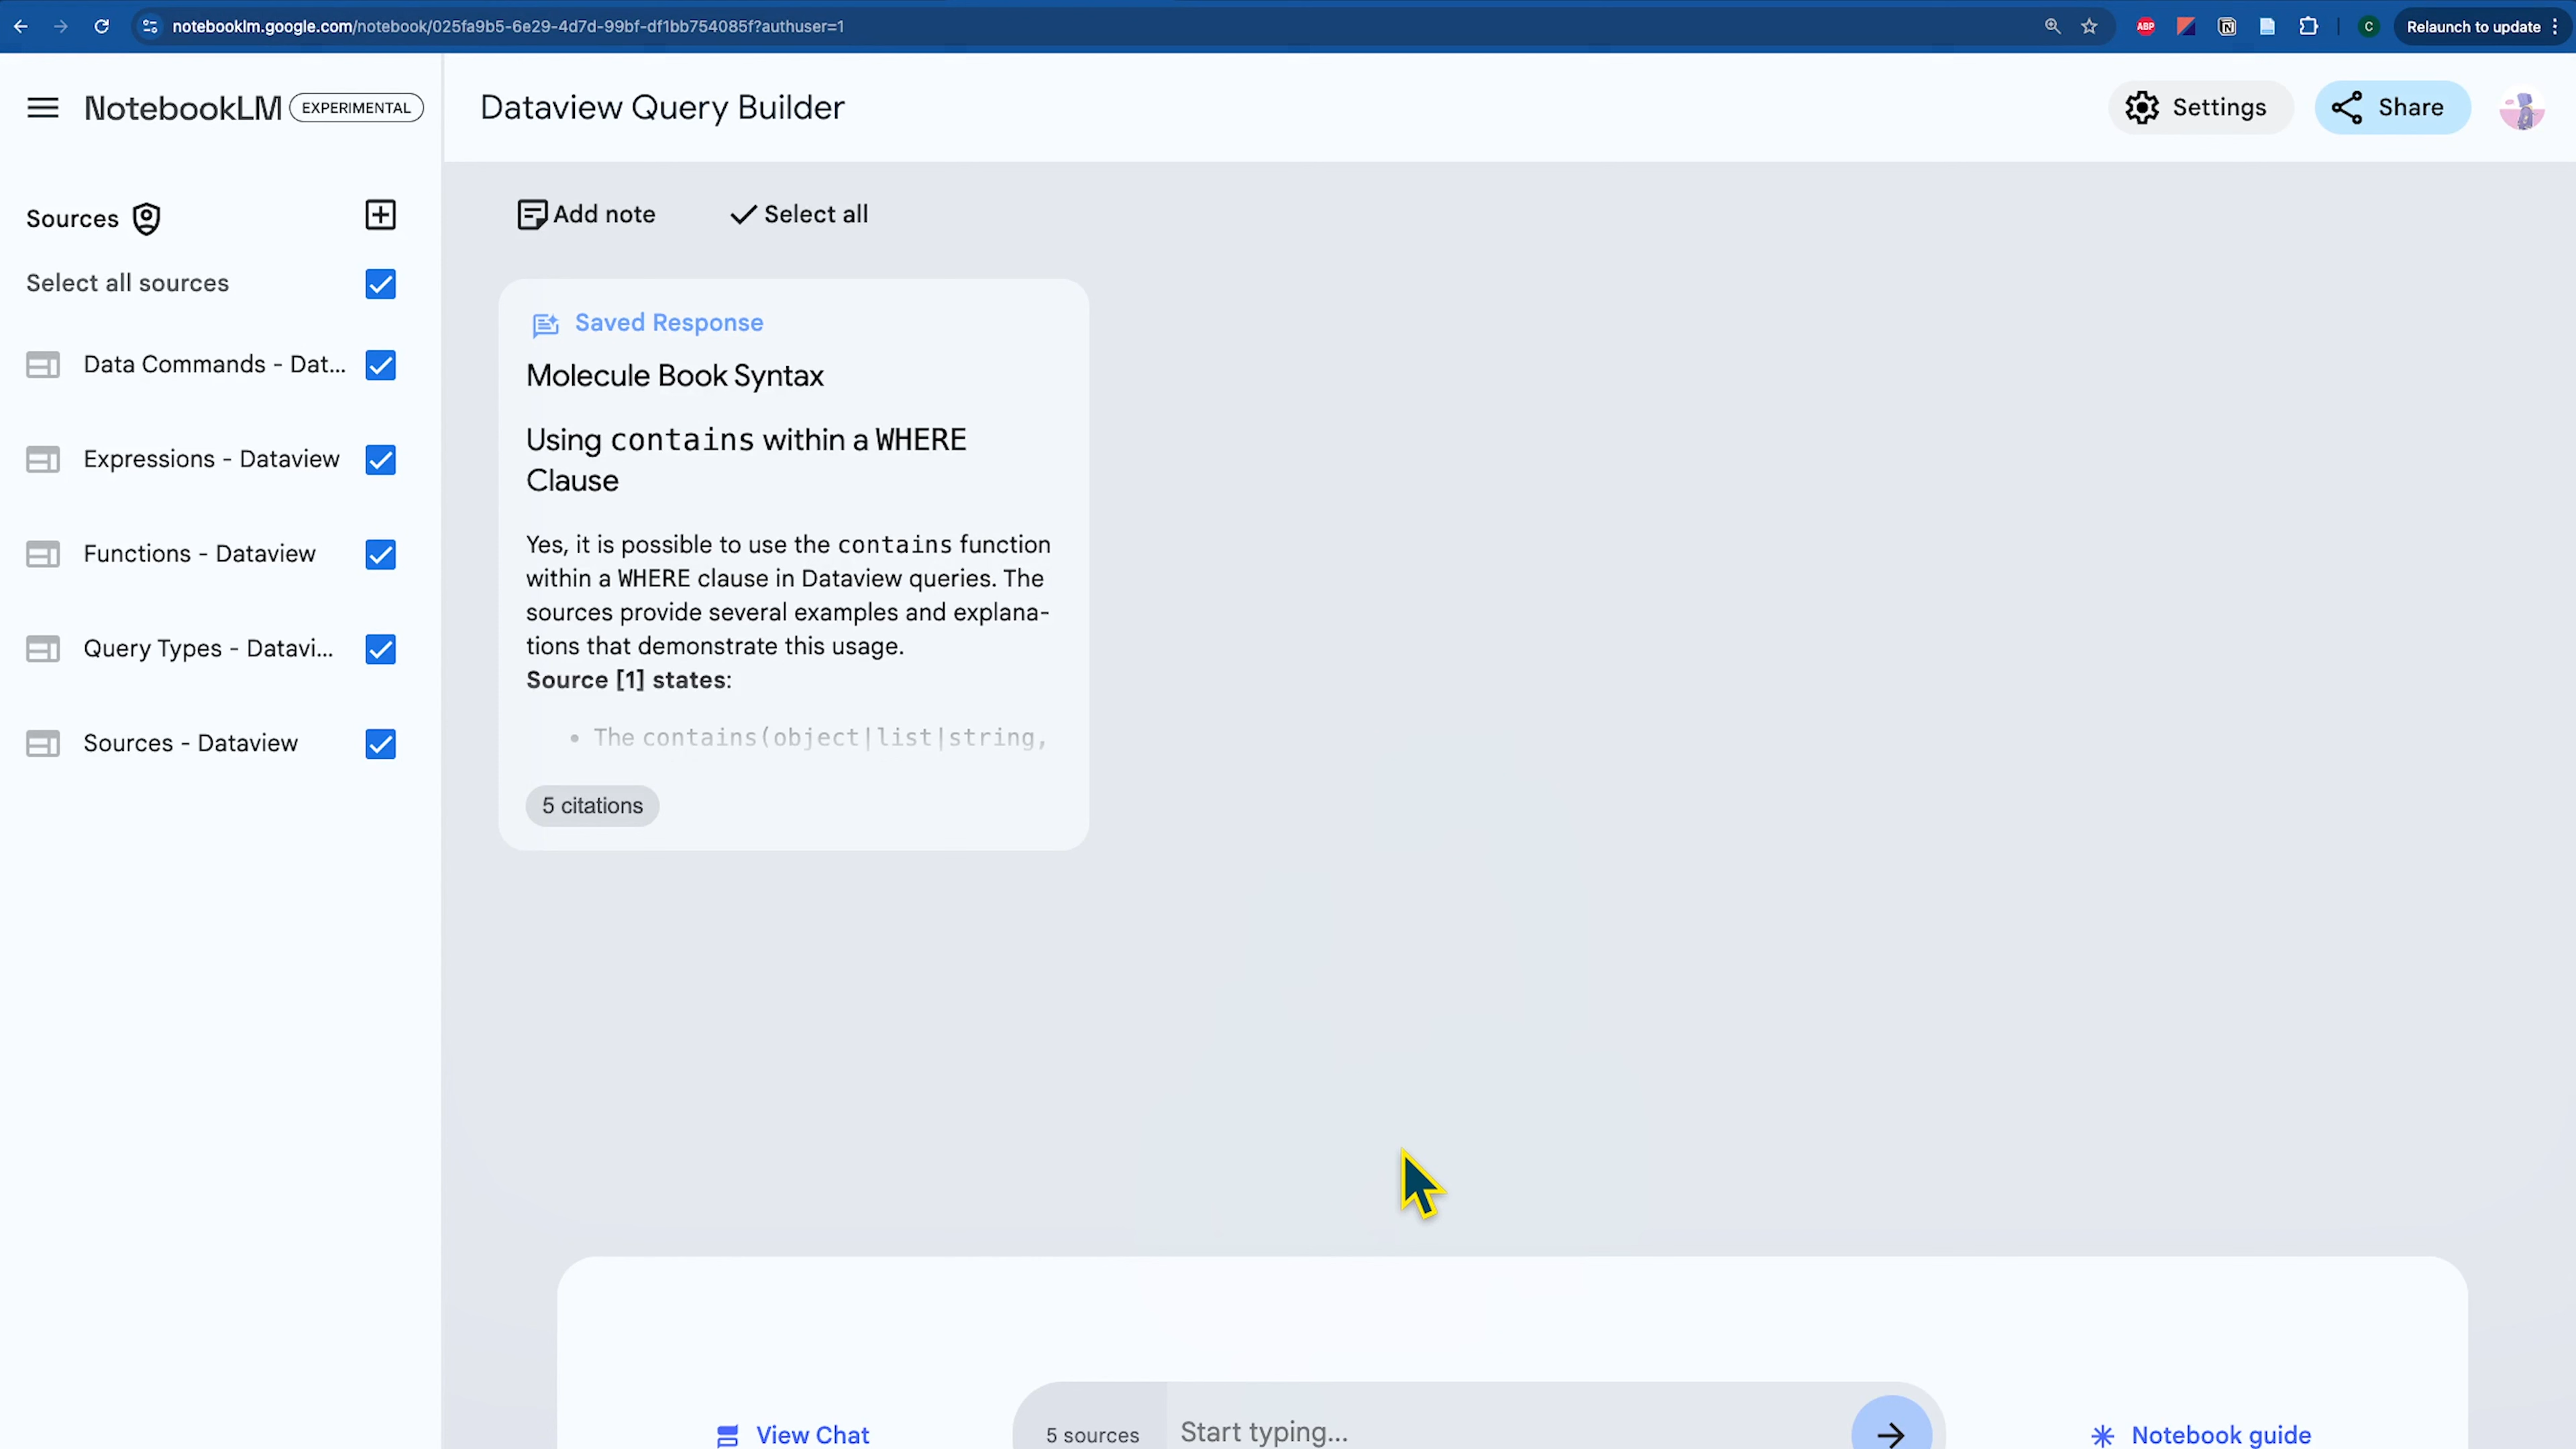 notebooklm.google.com/notebook/025fa9b5-6e29-4d7d-99bf-df1bb754085f?authuser=1
ABP
C
Relaunch to update
NotebookLM
EXPERIMENTAL
Dataview Query Builder
Settings
Share
Sources
Select all sources
Data Commands - Dat...
Expressions - Dataview
Functions - Dataview
Query Types - Datavi...
Sources - Dataview
Add note
Select all
Saved Response
Molecule Book Syntax
Using contains within a WHERE
Clause
Yes, it is possible to use the contains function
within a WHERE clause in Dataview queries. The
sources provide several examples and explana-
tions that demonstrate this usage.
Source [1] states:
• The contains(object|list|string,
5 citations
View Chat
5 sources
Start typing...
Notebook guide